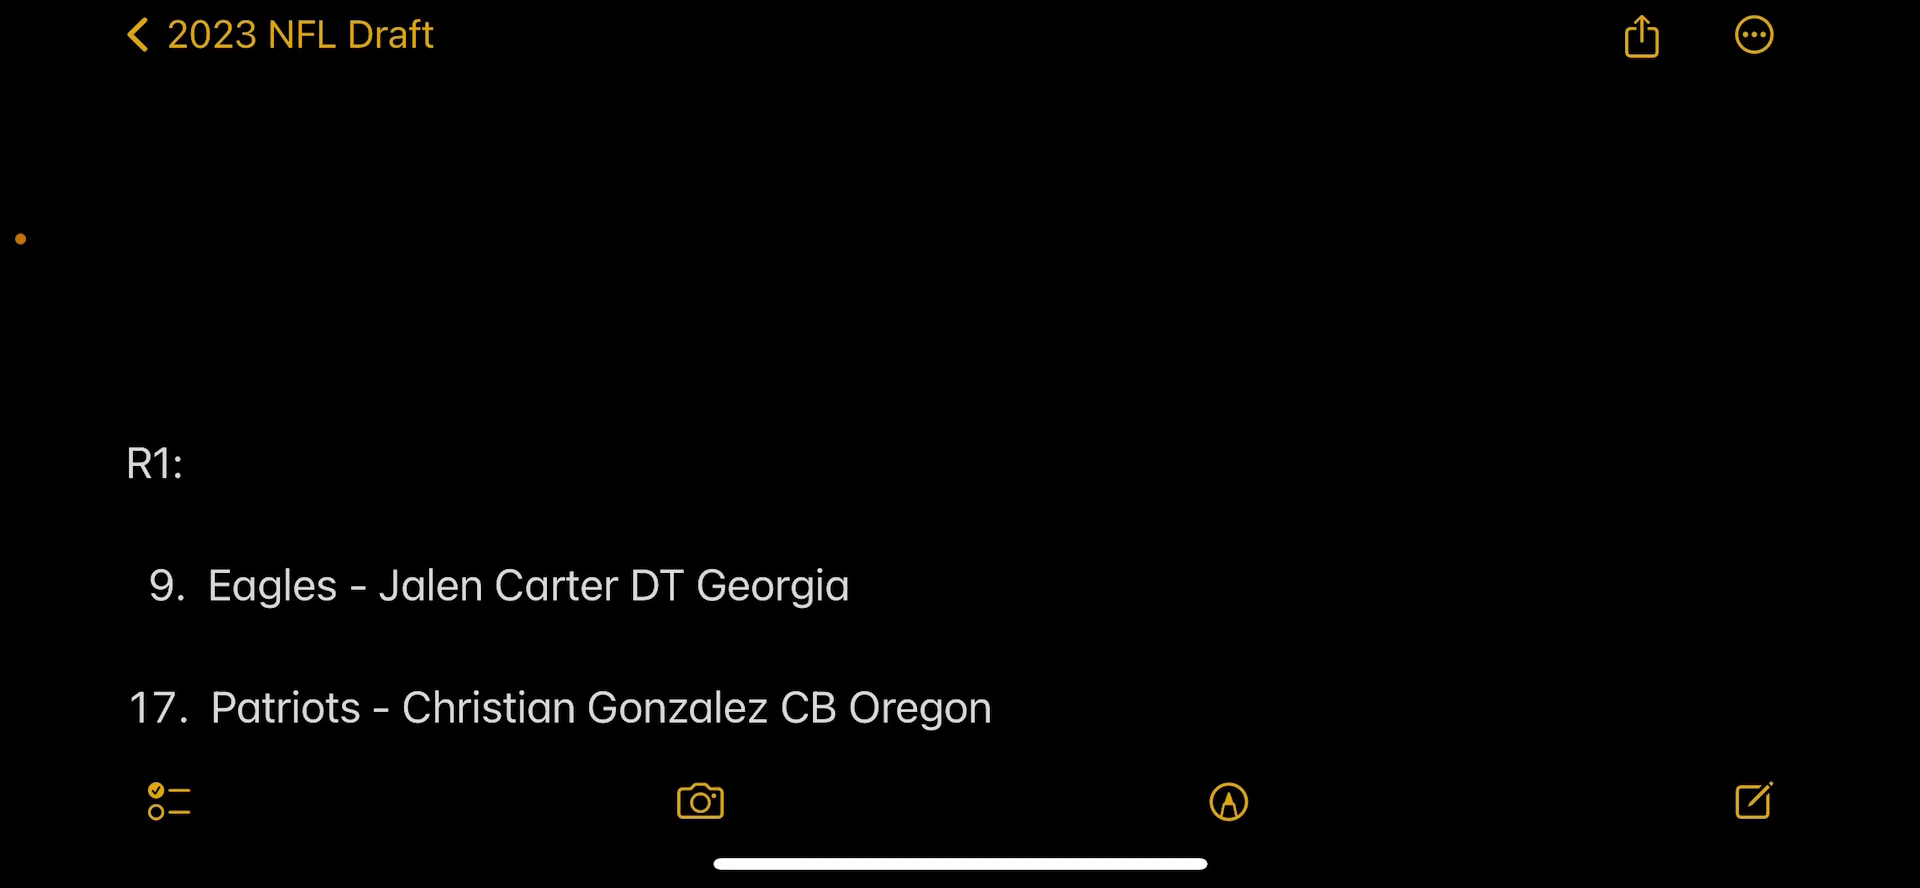 2023 NFL Draft
R1:
9. Eagles - Jalen Carter DT Georgia
17. Patriots - Christian Gonzalez CB Oregon